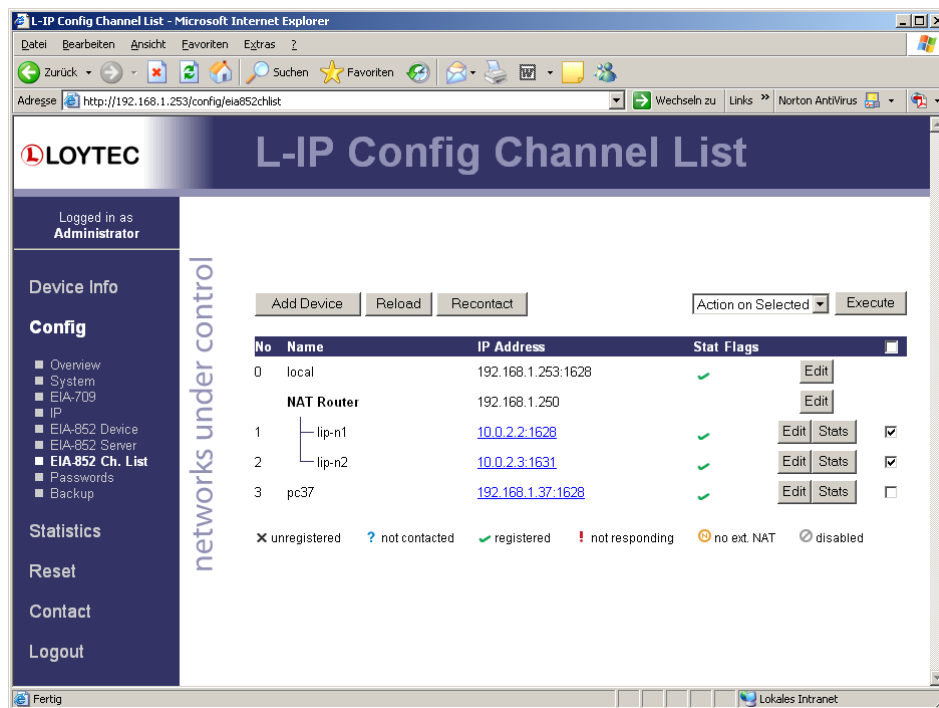 L-IP Config Channel List - Microsoft Internet Explorer
Datei Bearbeiten Ansicht Favoriten Extras ?
Zurück Suchen Favoriten
Adresse http://192.168.1.253/config/eia852chlist Wechseln zu Links » Norton AntiVirus
LOYTEC L-IP Config Channel List
Logged in as
Administrator
networks under control
Device Info
Config
Overview
System
EIA-709
IP
EIA-852 Device
EIA-852 Server
EIA-852 Ch. List
Passwords
Backup
Statistics
Reset
Contact
Logout
Add Device Reload Recontact Action on Selected Execute
No Name IP Address Stat Flags
0 local 192.168.1.253:1628 Edit
NAT Router 192.168.1.250 Edit
1 lip-n1 10.0.2.2:1628 Edit Stats
2 lip-n2 10.0.2.3:1631 Edit Stats
3 pc37 192.168.1.37:1628 Edit Stats
unregistered ? not contacted registered ! not responding N no ext. NAT disabled
Fertig Lokales Intranet